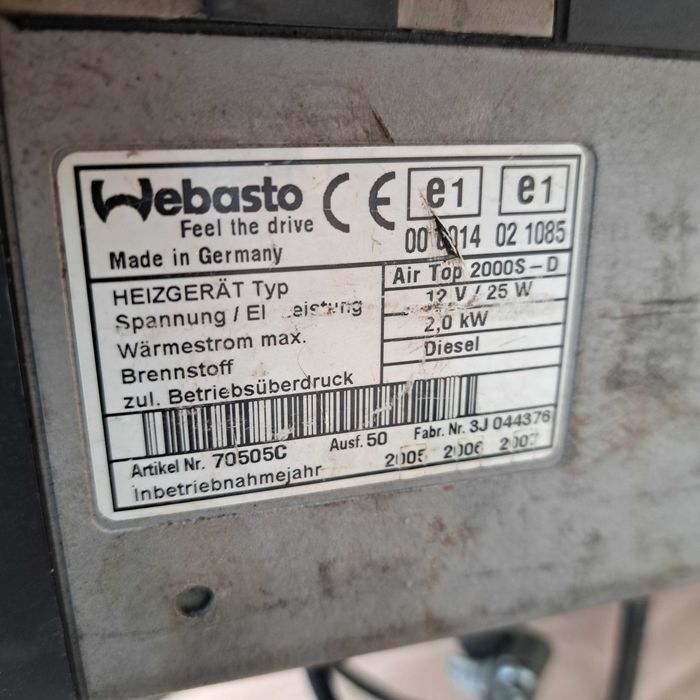 Webasto
Feel the drive
Made in Germany
CE e1 e1
02 1085
HEIZGERÄT Typ Air Top 2000S-D
Spannung / El 12 V / 25 W
Wärmestrom max. 2,0 kW
Brennstoff Diesel
zul. Betriebsüberdruck
Artikel Nr. 70505C Ausf. 50 Fabr. Nr. 3J 044376
Inbetriebnahmejahr 2005 2006 2007